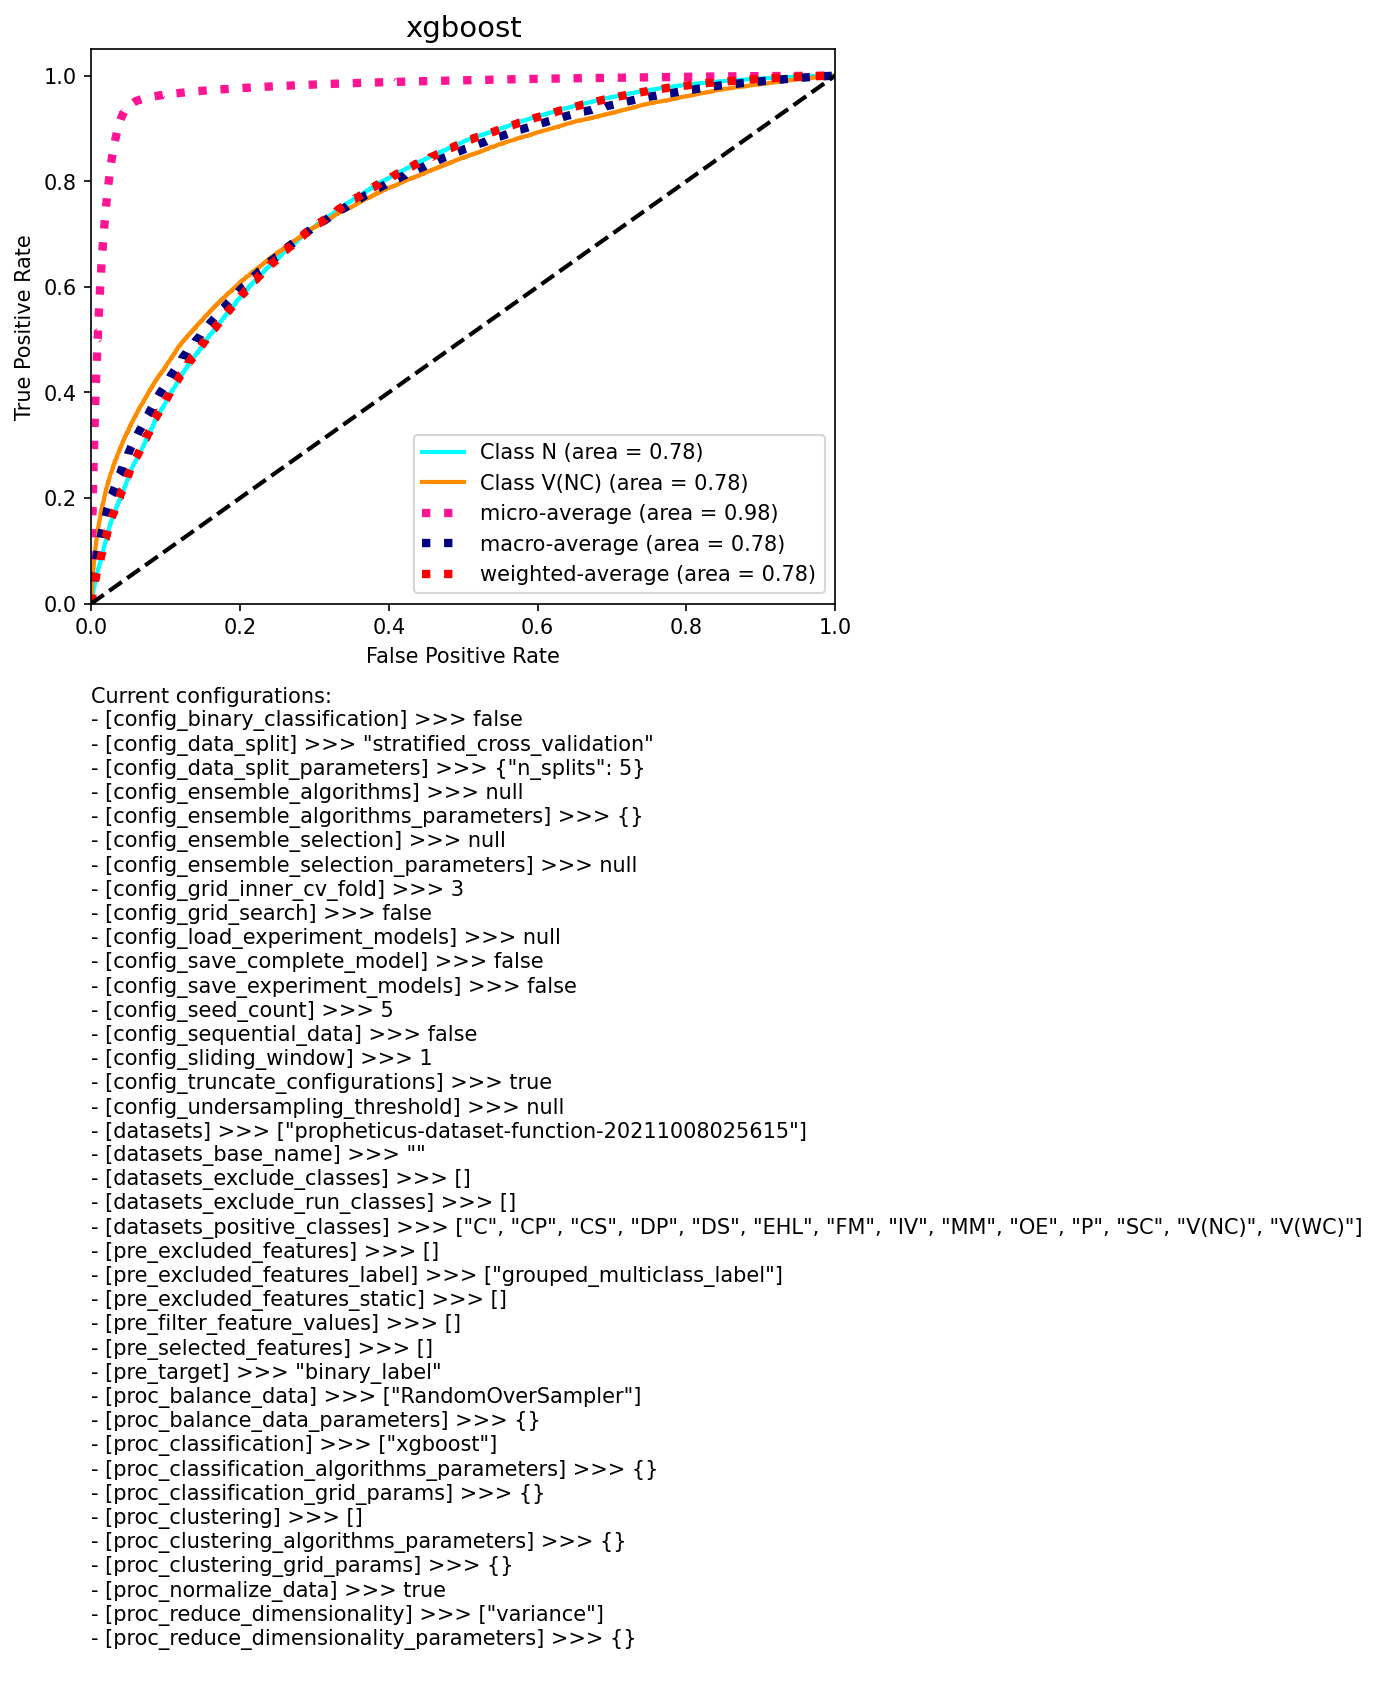 xgboost
1.0
0.8
0.6
0.4
0.2
0.0
True Positive Rate
Class N (area = 0.78)
Class V(NC) (area = 0.78)
micro-average (area = 0.98)
macro-average (area = 0.78)
weighted-average (area = 0.78)
0.0 0.2 0.4 0.6 0.8 1.0
False Positive Rate
Current configurations:
- [config_binary_classification] >>> false
- [config_data_split] >>> "stratified_cross_validation"
- [config_data_split_parameters] >>> {"n_splits": 5}
- [config_ensemble_algorithms] >>> null
- [config_ensemble_algorithms_parameters] >>> {}
- [config_ensemble_selection] >>> null
- [config_ensemble_selection_parameters] >>> null
- [config_grid_inner_cv_fold] >>> 3
- [config_grid_search] >>> false
- [config_load_experiment_models] >>> null
- [config_save_complete_model] >>> false
- [config_save_experiment_models] >>> false
- [config_seed_count] >>> 5
- [config_sequential_data] >>> false
- [config_sliding_window] >>> 1
- [config_truncate_configurations] >>> true
- [config_undersampling_threshold] >>> null
- [datasets] >>> ["propheticus-dataset-function-20211008025615"]
- [datasets_base_name] >>> ""
- [datasets_exclude_classes] >>> []
- [datasets_exclude_run_classes] >>> []
- [datasets_positive_classes] >>> ["C", "CP", "CS", "DP", "DS", "EHL", "FM", "IV", "MM", "OE", "P", "SC", "V(NC)", "V(WC)"]
- [pre_excluded_features] >>> []
- [pre_excluded_features_label] >>> ["grouped_multiclass_label"]
- [pre_excluded_features_static] >>> []
- [pre_filter_feature_values] >>> []
- [pre_selected_features] >>> []
- [pre_target] >>> "binary_label"
- [proc_balance_data] >>> ["RandomOverSampler"]
- [proc_balance_data_parameters] >>> {}
- [proc_classification] >>> ["xgboost"]
- [proc_classification_algorithms_parameters] >>> {}
- [proc_classification_grid_params] >>> {}
- [proc_clustering] >>> []
- [proc_clustering_algorithms_parameters] >>> {}
- [proc_clustering_grid_params] >>> {}
- [proc_normalize_data] >>> true
- [proc_reduce_dimensionality] >>> ["variance"]
- [proc_reduce_dimensionality_parameters] >>> {}